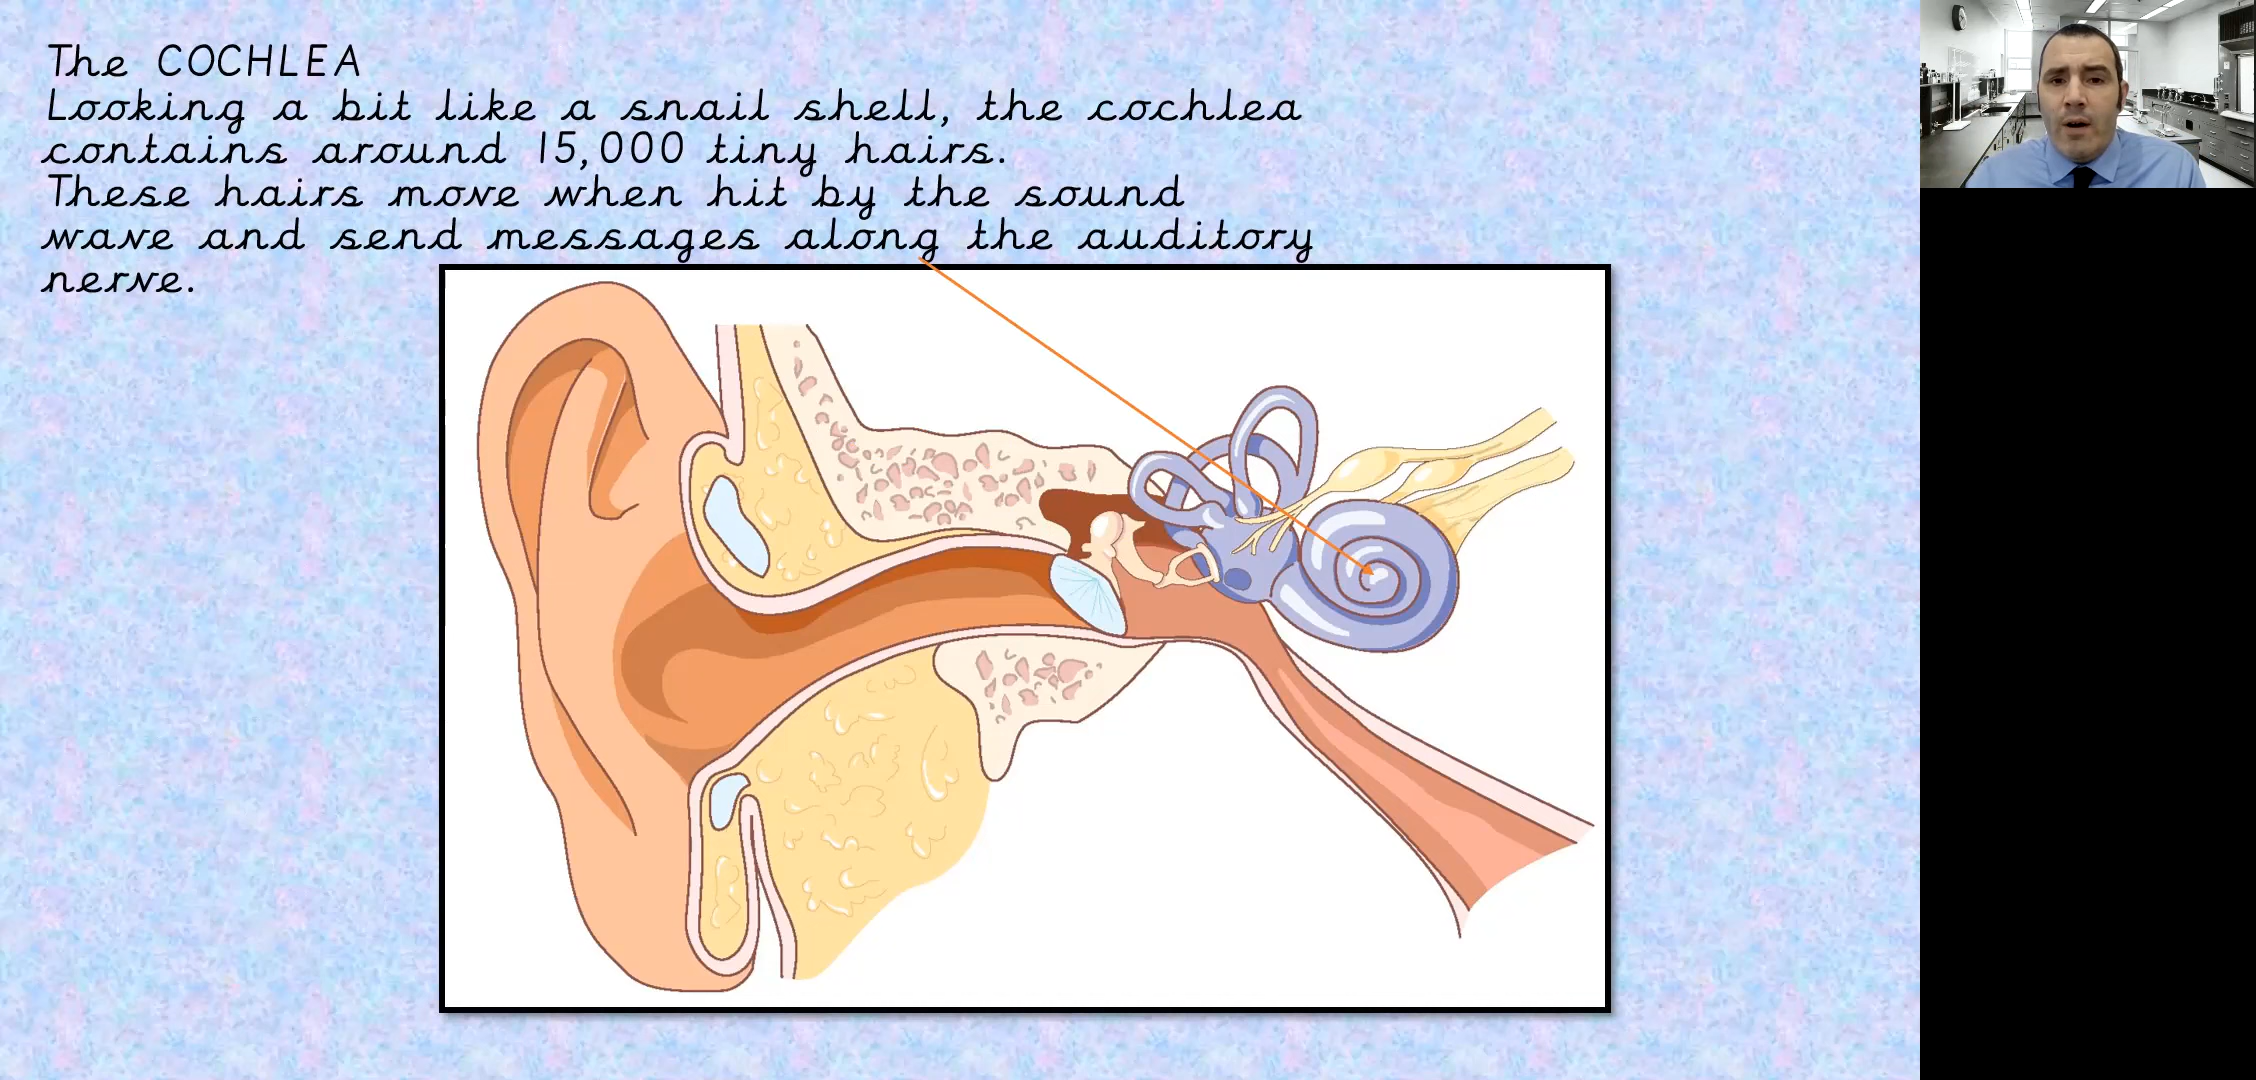 The COCHLEA
Looking a bit like a snail shell, the cochlea
contains around 15,000 tiny hairs.
These hairs move when hit by the sound
wave and send messages along the auditory
nerve.